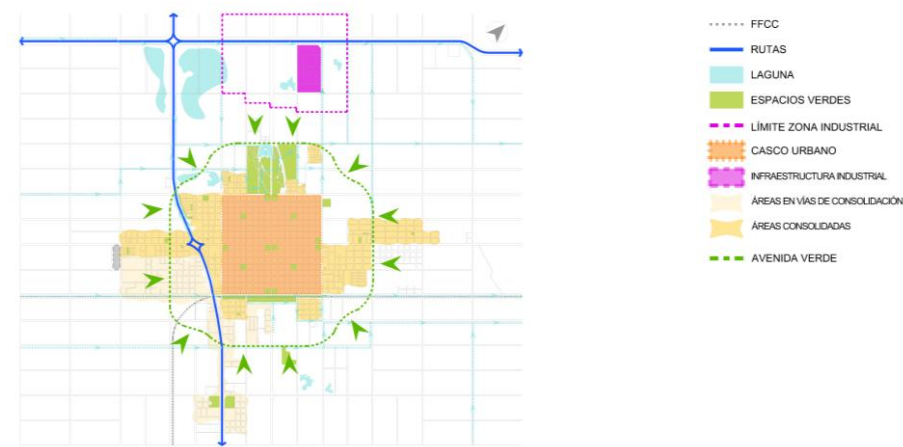 FFCC
RUTAS
LAGUNA
ESPACIOS VERDES
LÍMITE ZONA INDUSTRIAL
CASCO URBANO
INFRAESTRUCTURA INDUSTRIAL
ÁREAS EN VÍAS DE CONSOLIDACIÓN
ÁREAS CONSOLIDADAS
AVENIDA VERDE